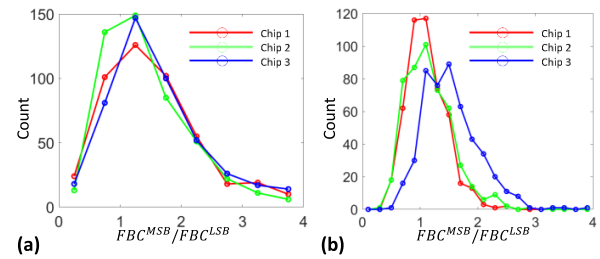 150
100
50
0
Count
0 1 2 3 4
Chip 1
Chip 2
Chip 3
(a)
FBC^MSB/FBC^LSB
120
100
80
60
40
20
0
Count
0 1 2 3 4
Chip 1
Chip 2
Chip 3
(b)
FBC^MSB/FBC^LSB